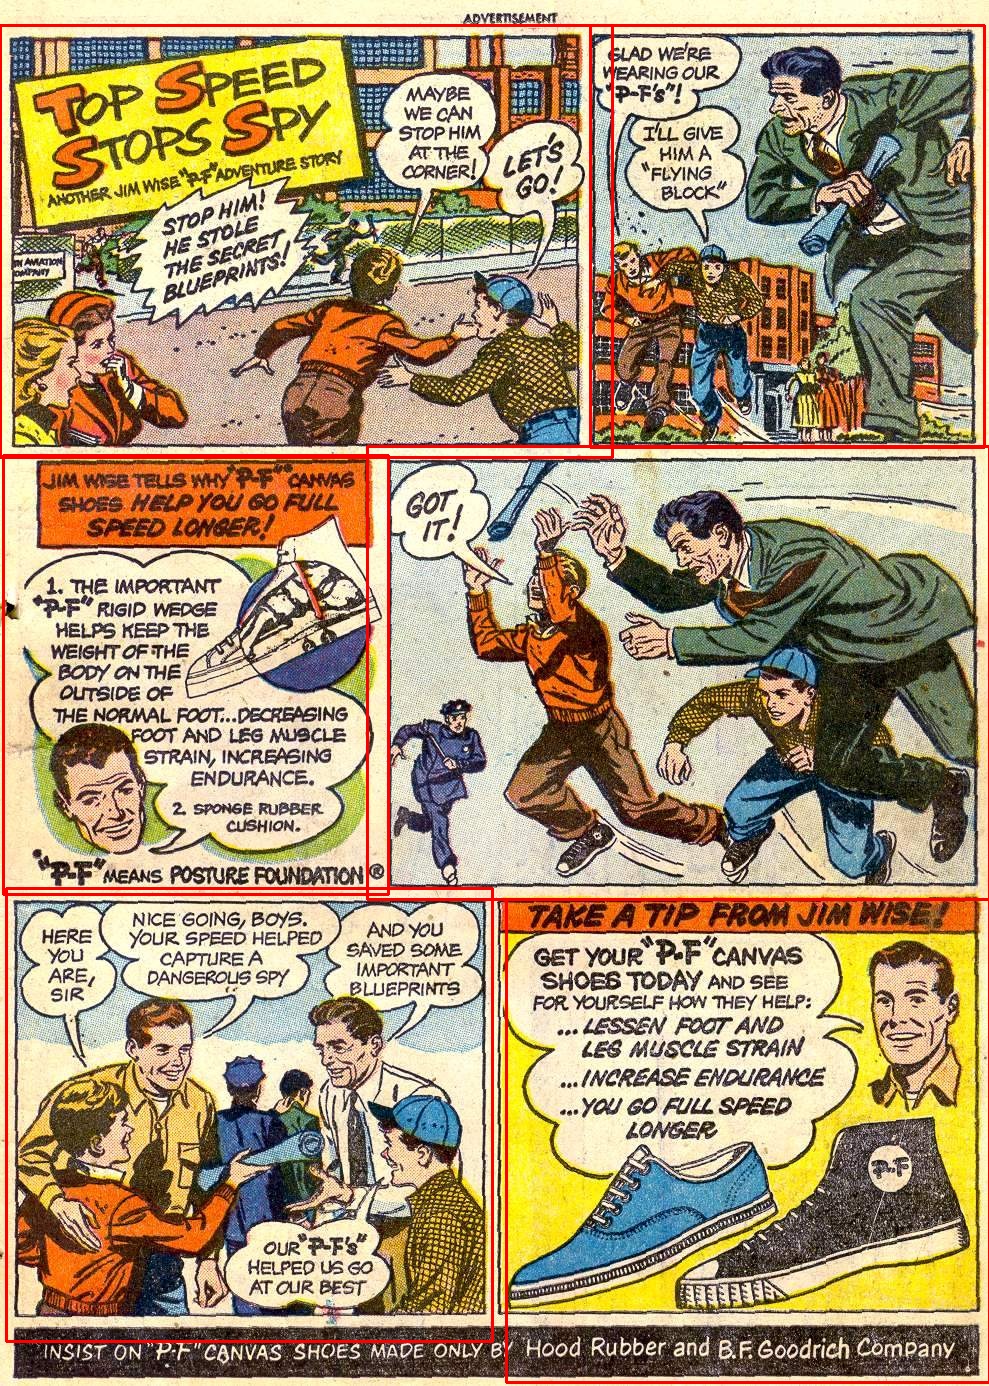 ADVERTISEMENT
TOP SPEED
STOPS SPY
ANOTHER JIM WISE "P-F" ADVENTURE STORY
STOP HIM!
HE STOLE
THE SECRET
BLUEPRINTS!
MAYBE
WE CAN
STOP HIM
AT THE
CORNER!
LET'S
GO!
AVIATION
COMPANY
GLAD WE'RE
WEARING OUR
"P-F's"!
I'LL GIVE
HIM A
"FLYING
BLOCK"
JIM WISE TELLS WHY "P-F" CANVAS
SHOES HELP YOU GO FULL
SPEED LONGER!
1. THE IMPORTANT
"P-F" RIGID WEDGE
HELPS KEEP THE
WEIGHT OF THE
BODY ON THE
OUTSIDE OF
THE NORMAL FOOT...DECREASING
FOOT AND LEG MUSCLE
STRAIN, INCREASING
ENDURANCE.
2. SPONGE RUBBER
CUSHION.
"P-F" MEANS POSTURE FOUNDATION ®
GOT
IT!
HERE
YOU
ARE,
SIR
NICE GOING, BOYS.
YOUR SPEED HELPED
CAPTURE A
DANGEROUS SPY
AND YOU
SAVED SOME
IMPORTANT
BLUEPRINTS
OUR "P-F's"
HELPED US GO
AT OUR BEST
TAKE A TIP FROM JIM WISE!
GET YOUR "P-F" CANVAS
SHOES TODAY AND SEE
FOR YOURSELF HOW THEY HELP:
...LESSEN FOOT AND
LEG MUSCLE STRAIN
...INCREASE ENDURANCE
...YOU GO FULL SPEED
LONGER
P-F
INSIST ON "P-F" CANVAS SHOES MADE ONLY BY Hood Rubber and B.F. Goodrich Company